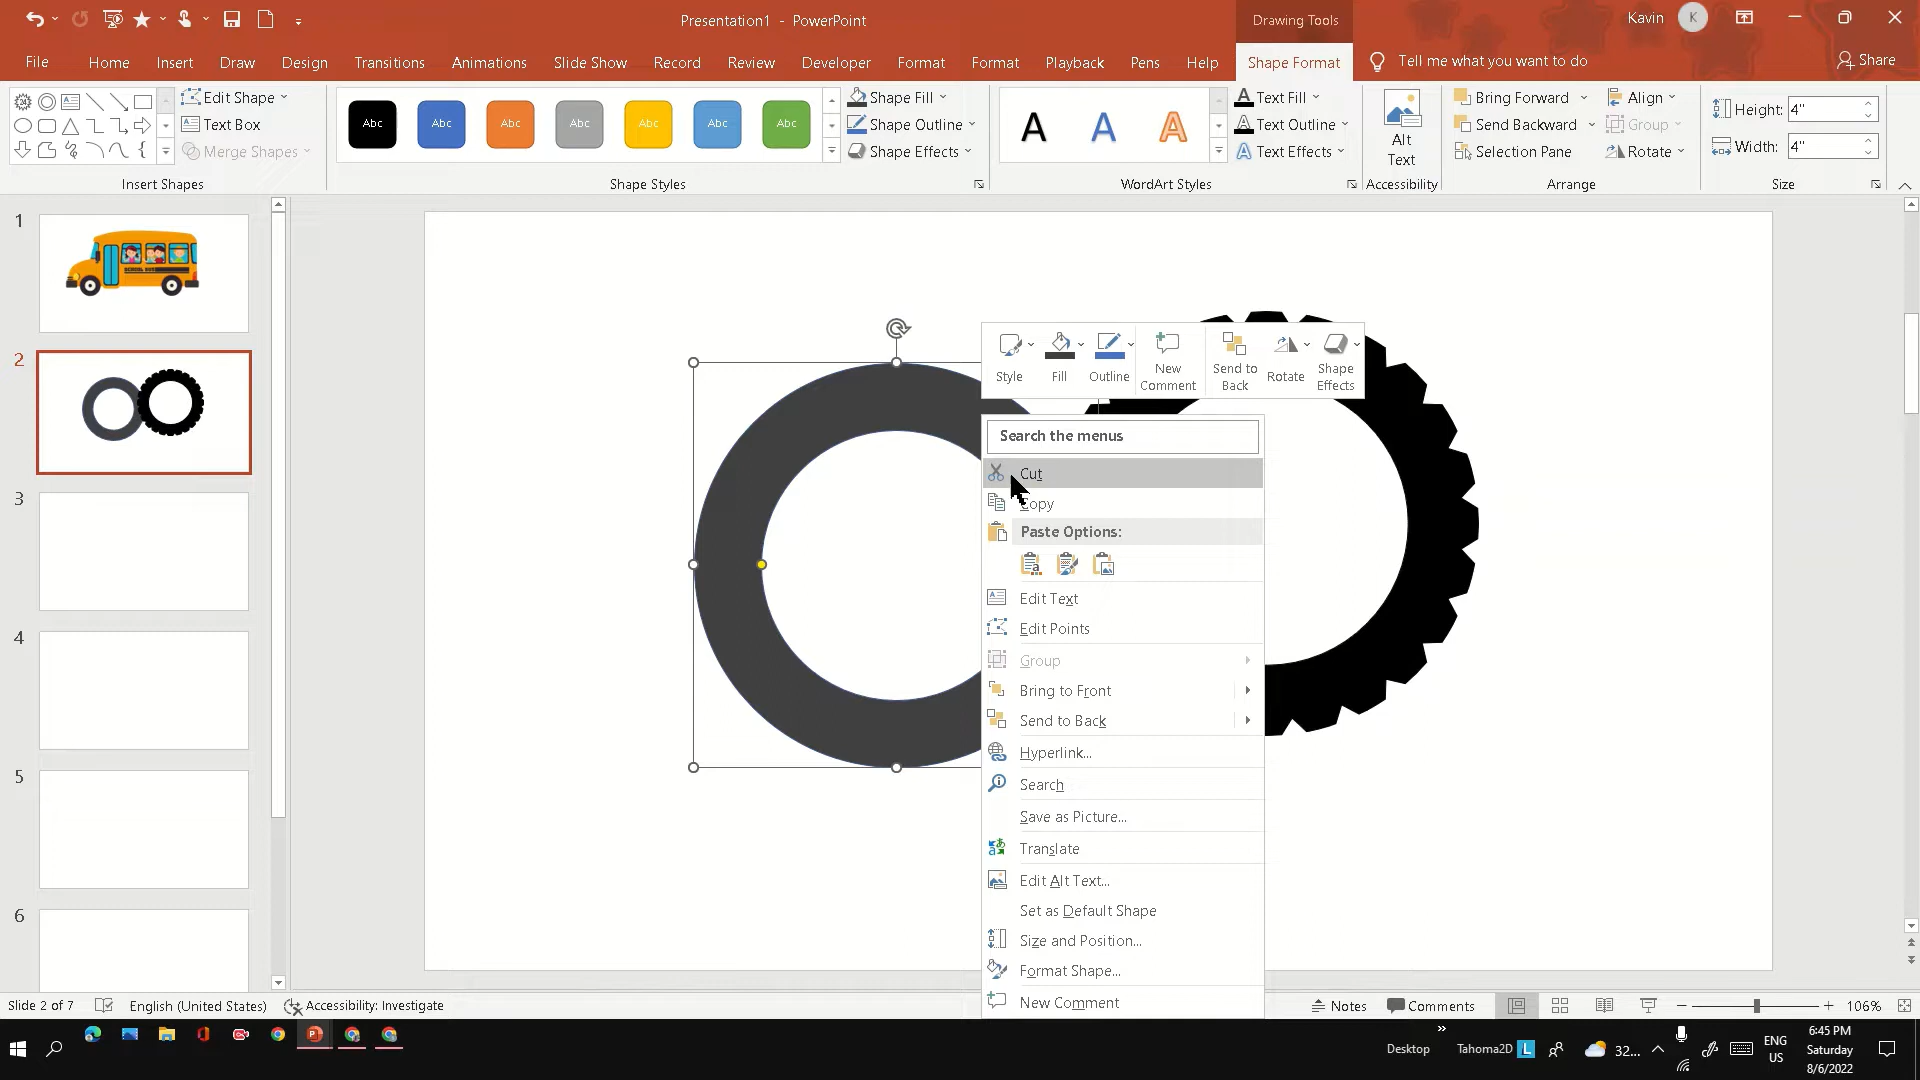 Presentation1 - PowerPoint
Drawing Tools
Kavin
K
File
Home
Insert
Draw
Design
Transitions
Animations
Slide Show
Record
Review
Developer
Format
Format
Playback
Pens
Help
Shape Format
Tell me what you want to do
Share
Edit Shape
Text Box
Merge Shapes
Insert Shapes
Abc
Abc
Abc
Abc
Abc
Abc
Abc
Shape Styles
Shape Fill
Shape Outline
Shape Effects
A
A
A
WordArt Styles
Text Fill
Text Outline
Text Effects
Alt
Text
Accessibility
Bring Forward
Send Backward
Selection Pane
Align
Group
Rotate
Arrange
Height: 4"
Width: 4"
Size
1
SCHOOL BUS
2
3
4
5
6
Style
Fill
Outline
New
Comment
Send to
Back
Rotate
Shape
Effects
Search the menus
Cut
Copy
Paste Options:
Edit Text
Edit Points
Group
Bring to Front
Send to Back
Hyperlink...
Search
Save as Picture...
Translate
Edit Alt Text...
Set as Default Shape
Size and Position...
Format Shape...
New Comment
Slide 2 of 7
English (United States)
Accessibility: Investigate
Notes
Comments
106%
Desktop
Tahoma2D
L
32...
ENG
US
6:45 PM
Saturday
8/6/2022